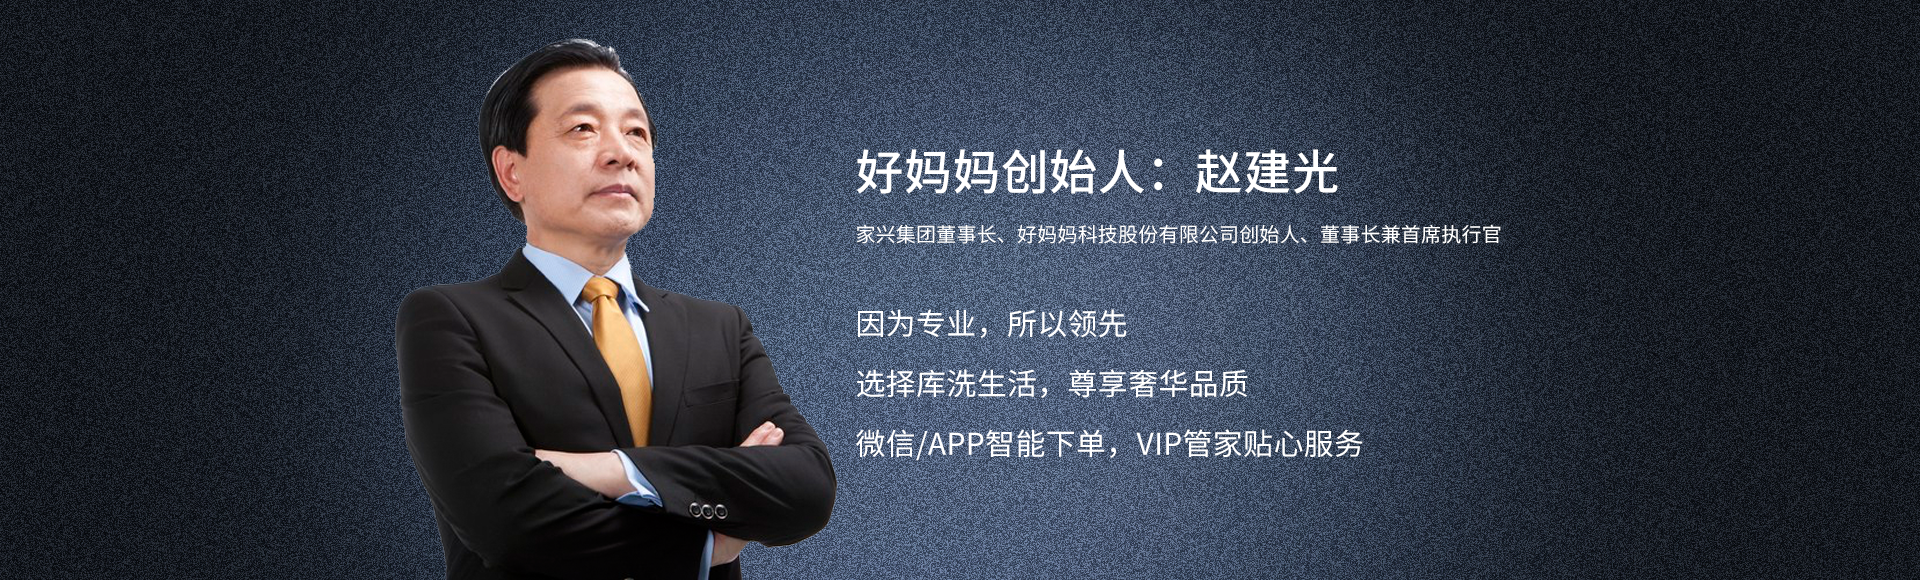 好妈妈创始人：赵建光
家兴集团董事长、好妈妈科技股份有限公司创始人、董事长兼首席执行官
因为专业，所以领先
选择库洗生活，尊享奢华品质
微信/APP智能下单，VIP管家贴心服务